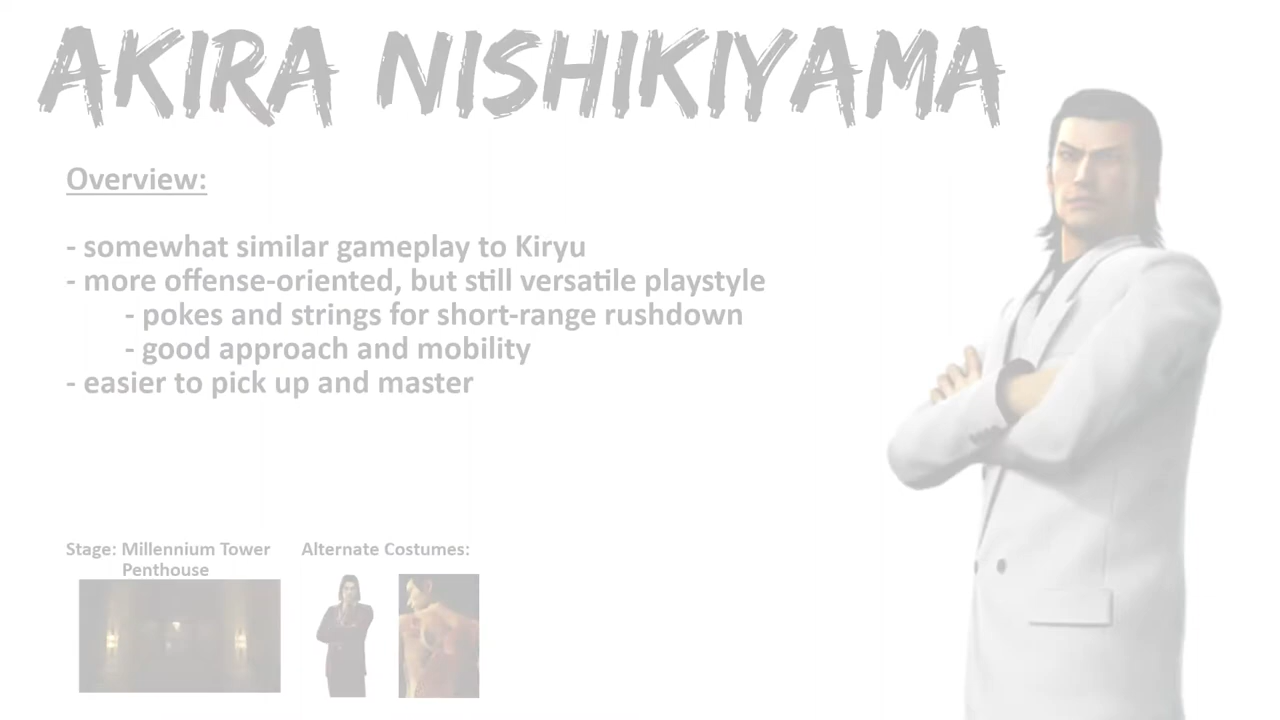 AKIRA NISHIKIYAMA
Overview:
- somewhat similar gameplay to Kiryu
- more offense-oriented, but still versatile playstyle
- pokes and strings for short-range rushdown
- good approach and mobility
- easier to pick up and master
Stage: Millennium Tower
Penthouse
Alternate Costumes: